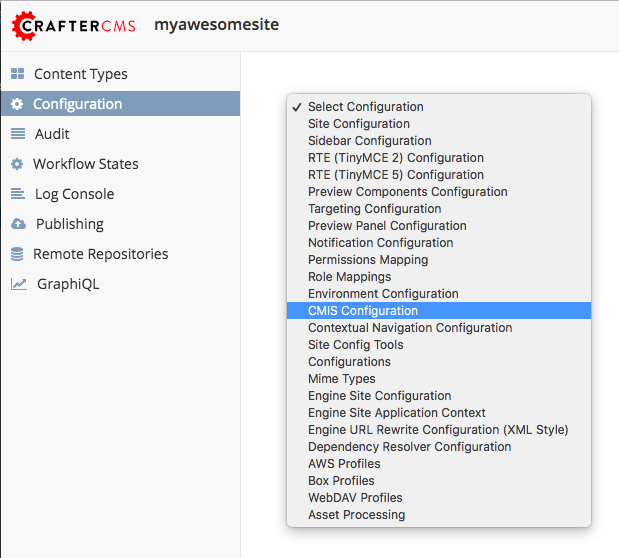 CRAFTERCMS myawesomesite
Content Types
Configuration
Audit
Workflow States
Log Console
Publishing
Remote Repositories
GraphiQL
Select Configuration
Site Configuration
Sidebar Configuration
RTE (TinyMCE 2) Configuration
RTE (TinyMCE 5) Configuration
Preview Components Configuration
Targeting Configuration
Preview Panel Configuration
Notification Configuration
Permissions Mapping
Role Mappings
Environment Configuration
CMIS Configuration
Contextual Navigation Configuration
Site Config Tools
Configurations
Mime Types
Engine Site Configuration
Engine Site Application Context
Engine URL Rewrite Configuration (XML Style)
Dependency Resolver Configuration
AWS Profiles
Box Profiles
WebDAV Profiles
Asset Processing